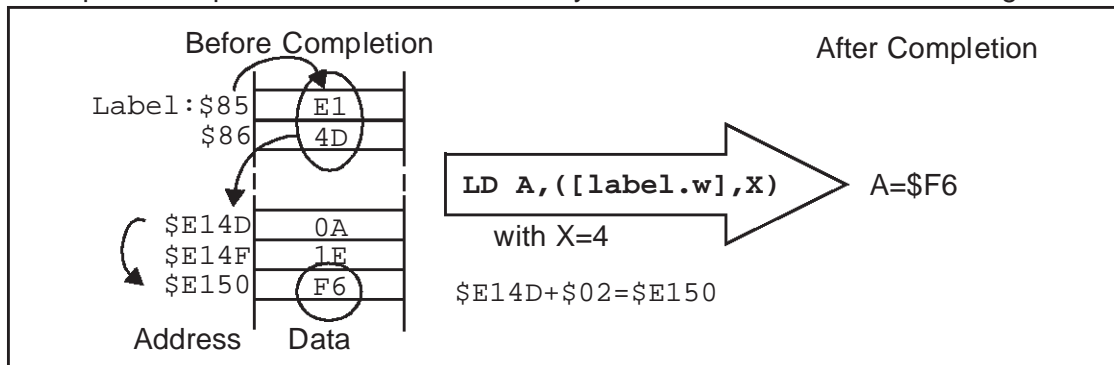 Before Completion
After Completion
Label:$85 E1
$86 4D
LD A,([label.w],X)
A=$F6
with X=4
$E14D 0A
$E14F 1E
$E150 F6
$E14D+$02=$E150
Address Data